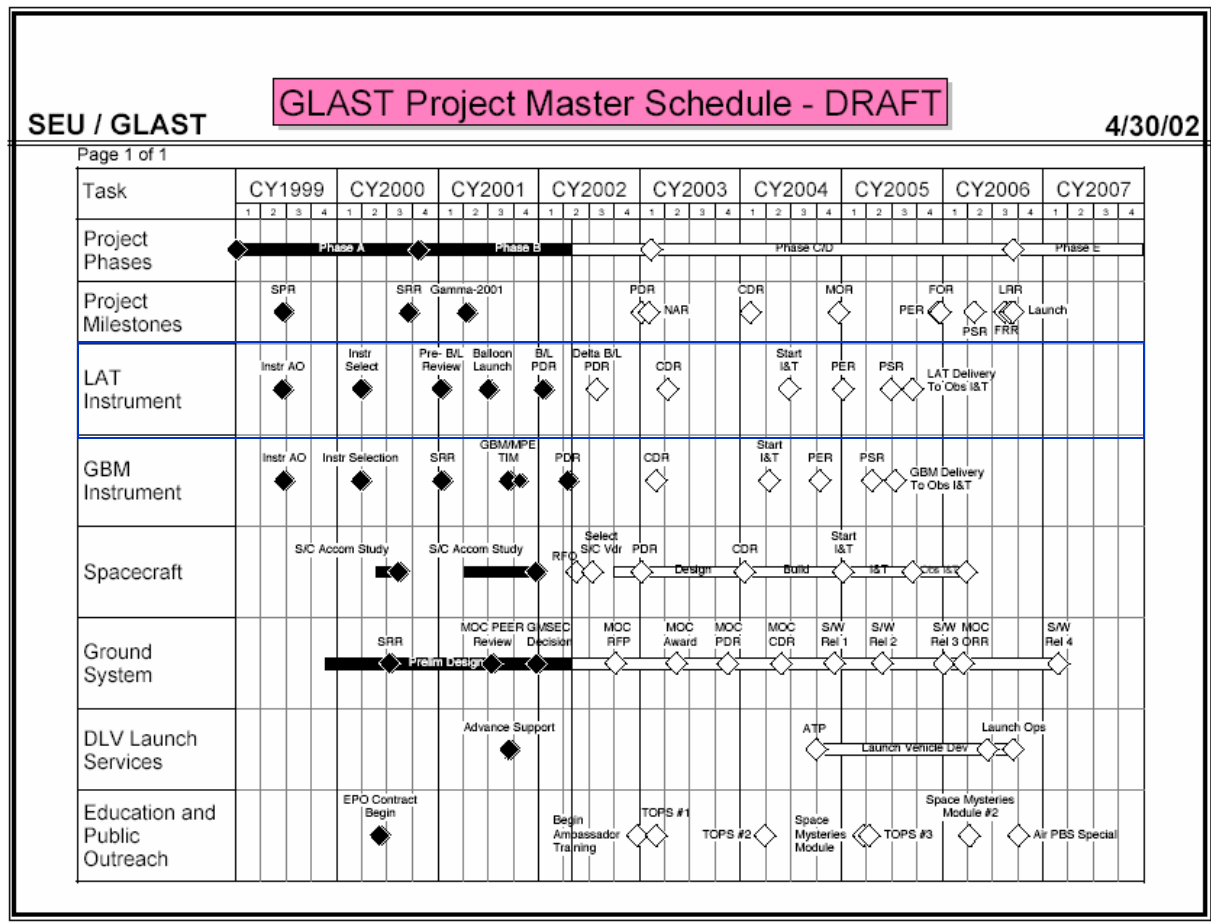 GLAST Project Master Schedule - DRAFT
SEU / GLAST
4/30/02
Page 1 of 1
Task CY1999 CY2000 CY2001 CY2002 CY2003 CY2004 CY2005 CY2006 CY2007
1 2 3 4 1 2 3 4 1 2 3 4 1 2 3 4 1 2 3 4 1 2 3 4 1 2 3 4 1 2 3 4 1 2 3 4
Project
Phases
Phase A Phase B Phase C/D Phase E
Project
Milestones
SPR SRR Gamma-2001 PDR CDR MOR FOR LRR
NAR PER Launch
PSR FRR
LAT
Instrument
Instr Pre- B/L Balloon B/L Delta B/L Start
Instr AO Select Review Launch PDR PDR CDR I&T PER PSR
LAT Delivery
To Obs I&T
GBM
Instrument
GBM/MPE Start
Instr AO Instr Selection SRR TIM PDR CDR I&T PER PSR
GBM Delivery
To Obs I&T
Spacecraft
Select Start
S/C Accom Study S/C Accom Study RFO S/C Vdr PDR CDR I&T
Design Build I&T Obs I&T
Ground
System
MOC PEER GMSEC MOC MOC MOC MOC S/W S/W S/W MOC S/W
SRR Review Decision RFP Award PDR CDR Rel 1 Rel 2 Rel 3 ORR Rel 4
Prelim Design
DLV Launch
Services
Advance Support ATP Launch Ops
Launch Vehicle Dev
Education and
Public
Outreach
EPO Contract
Begin
Begin
Ambassador
Training
TOPS #1
TOPS #2
Space
Mysteries
Module
TOPS #3
Space Mysteries
Module #2
Air PBS Special